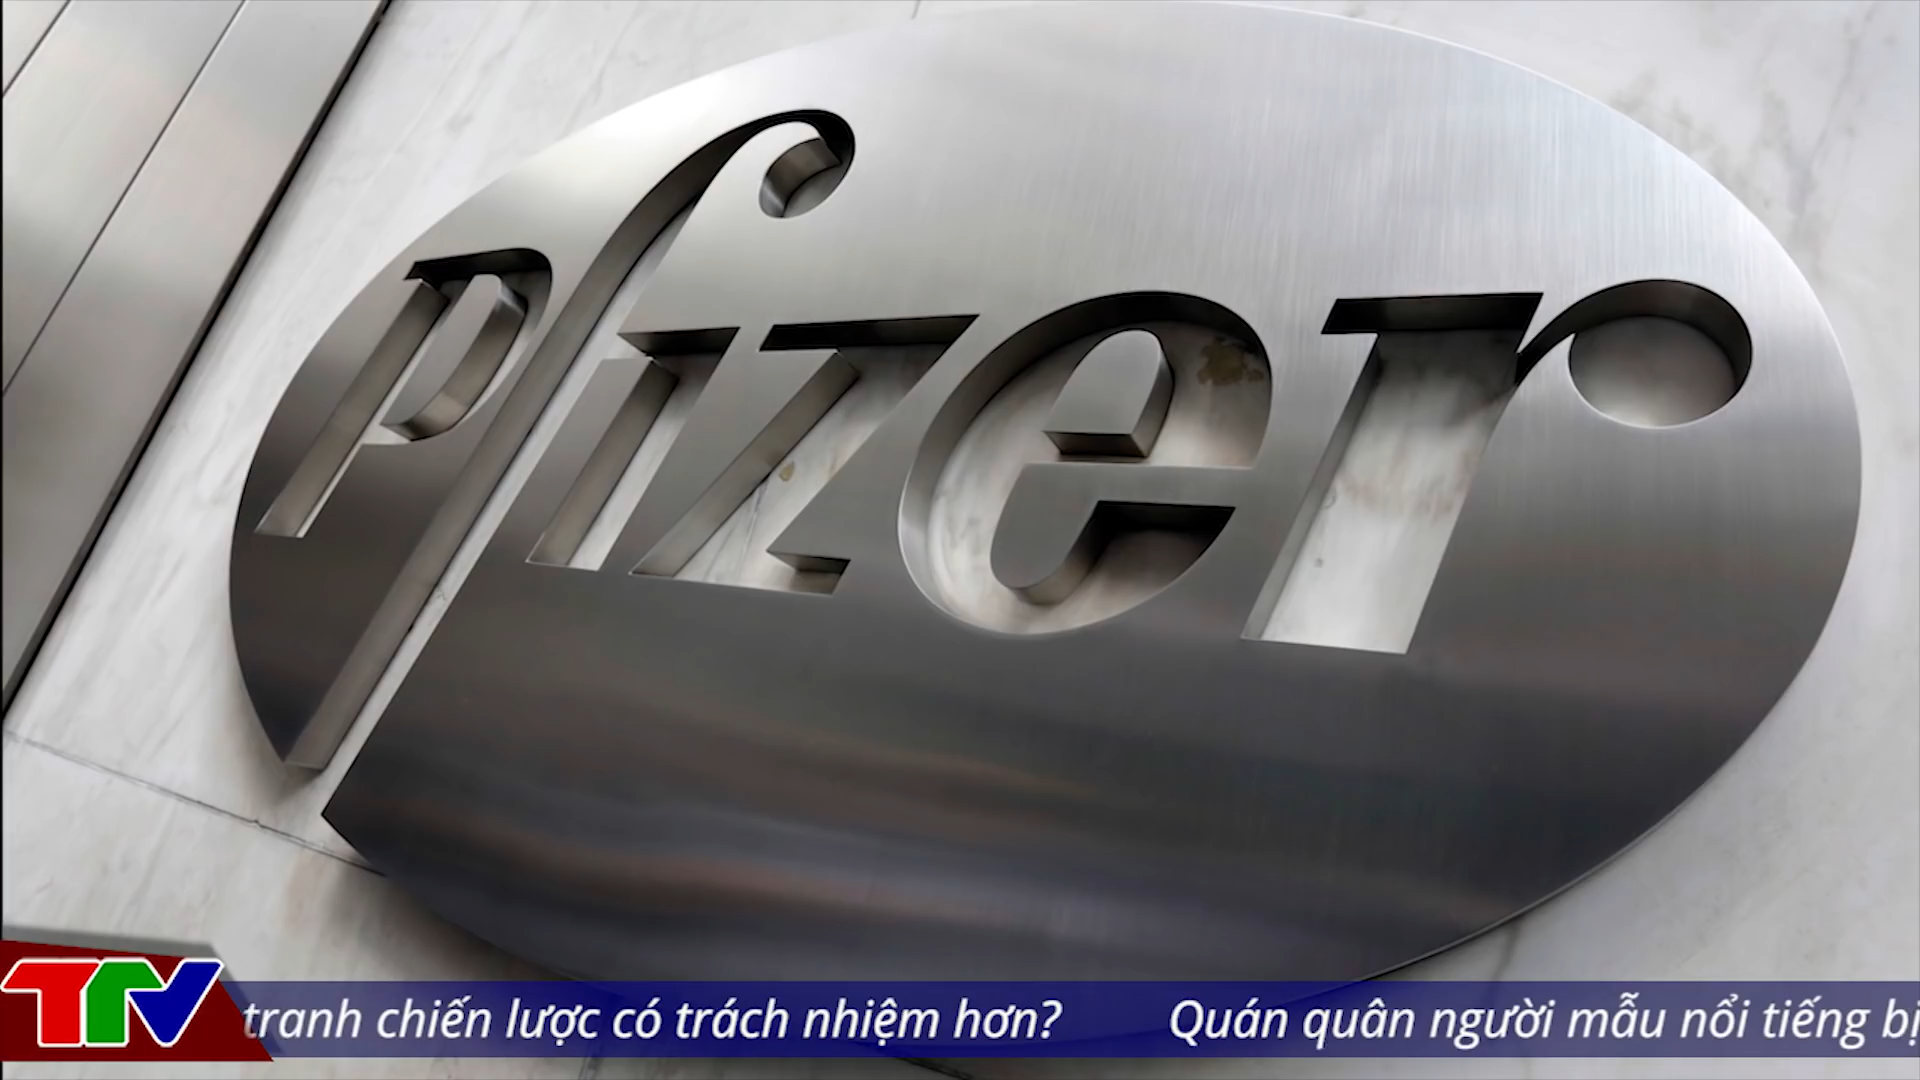 Pfizer
TTV
tranh chiến lược có trách nhiệm hơn? Quán quân người mẫu nổi tiếng bị